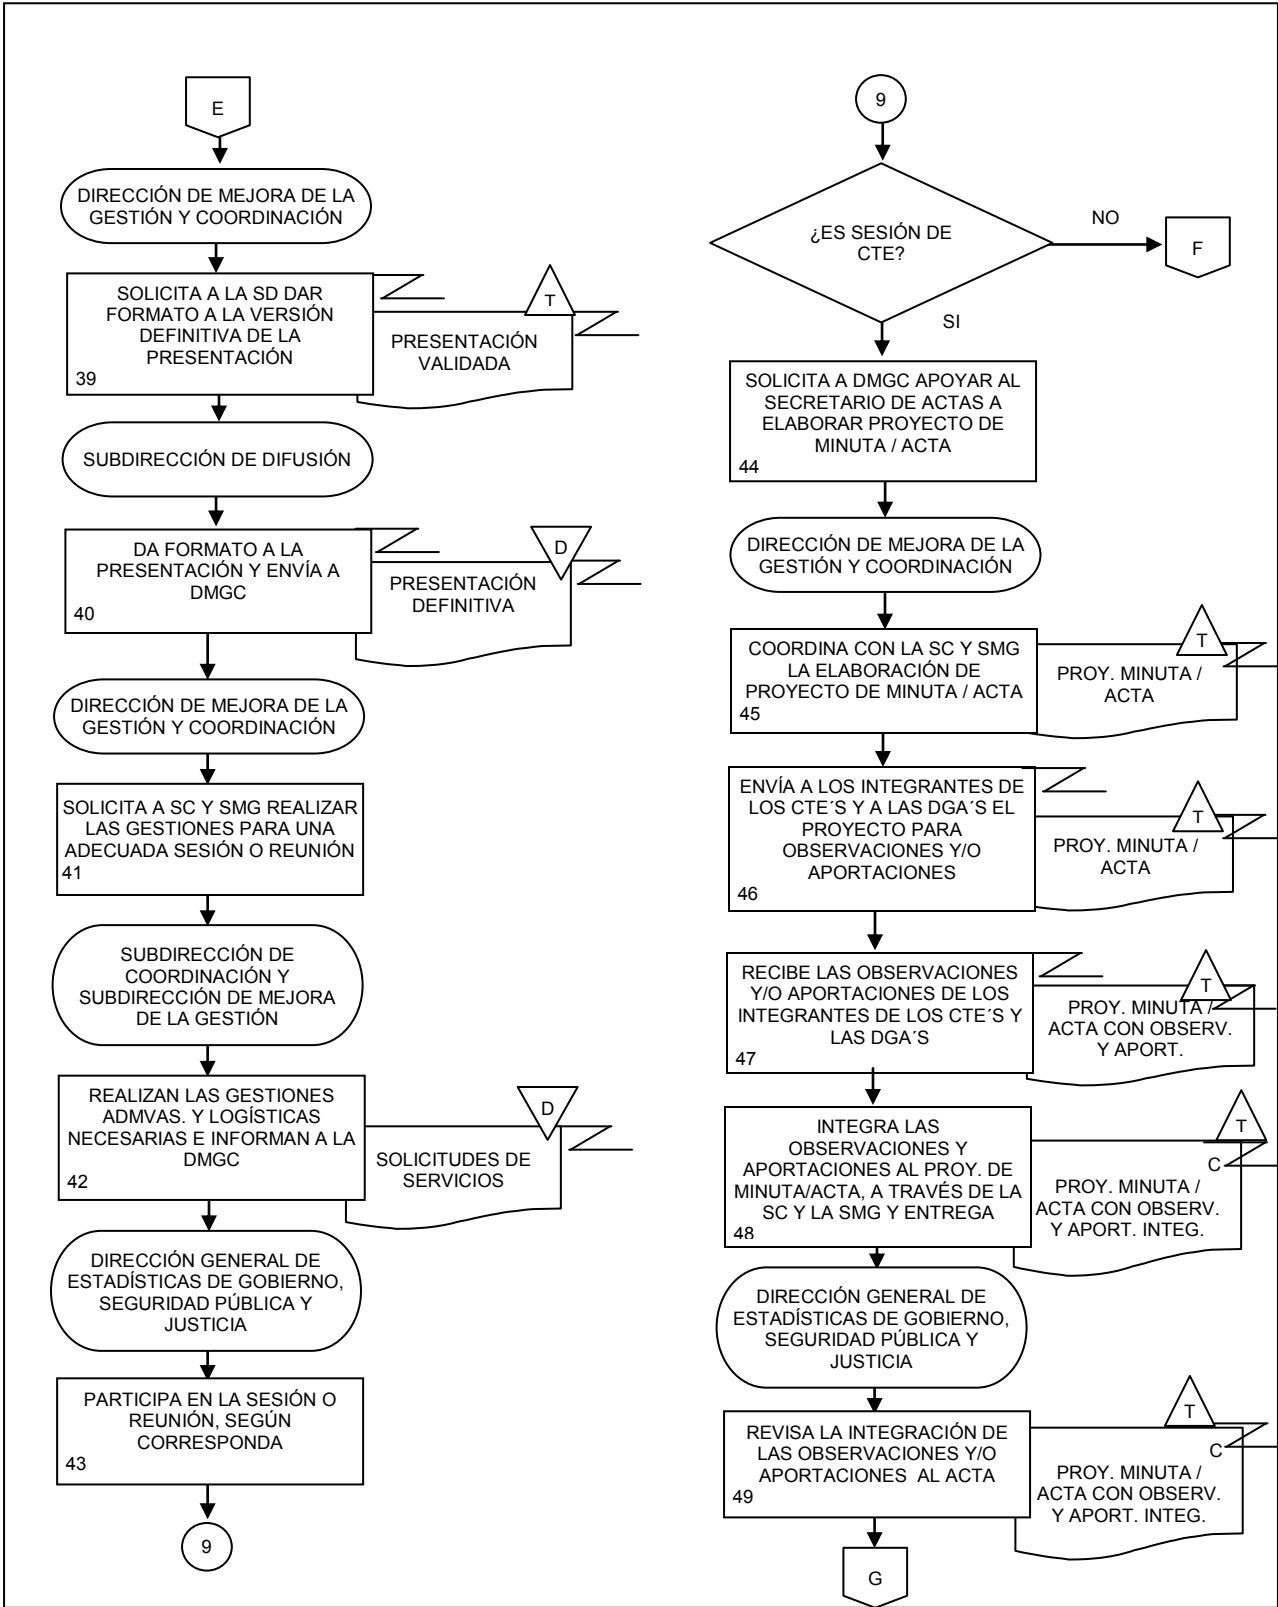 E
DIRECCIÓN DE MEJORA DE LA
GESTIÓN Y COORDINACIÓN
SOLICITA A LA SD DAR
FORMATO A LA VERSIÓN
DEFINITIVA DE LA
PRESENTACIÓN
39
T
PRESENTACIÓN
VALIDADA
SUBDIRECCIÓN DE DIFUSIÓN
DA FORMATO A LA
PRESENTACIÓN Y ENVÍA A
DMGC
40
D
PRESENTACIÓN
DEFINITIVA
DIRECCIÓN DE MEJORA DE LA
GESTIÓN Y COORDINACIÓN
SOLICITA A SC Y SMG REALIZAR
LAS GESTIONES PARA UNA
ADECUADA SESIÓN O REUNIÓN
41
SUBDIRECCIÓN DE
COORDINACIÓN Y
SUBDIRECCIÓN DE MEJORA
DE LA GESTIÓN
REALIZAN LAS GESTIONES
ADMVAS. Y LOGÍSTICAS
NECESARIAS E INFORMAN A LA
DMGC
42
D
SOLICITUDES DE
SERVICIOS
DIRECCIÓN GENERAL DE
ESTADÍSTICAS DE GOBIERNO,
SEGURIDAD PÚBLICA Y
JUSTICIA
PARTICIPA EN LA SESIÓN O
REUNIÓN, SEGÚN
CORRESPONDA
43
9
9
¿ES SESIÓN DE
CTE?
NO
F
SI
SOLICITA A DMGC APOYAR AL
SECRETARIO DE ACTAS A
ELABORAR PROYECTO DE
MINUTA / ACTA
44
DIRECCIÓN DE MEJORA DE LA
GESTIÓN Y COORDINACIÓN
COORDINA CON LA SC Y SMG
LA ELABORACIÓN DE
PROYECTO DE MINUTA / ACTA
45
T
PROY. MINUTA /
ACTA
ENVÍA A LOS INTEGRANTES DE
LOS CTE´S Y A LAS DGA´S EL
PROYECTO PARA
OBSERVACIONES Y/O
APORTACIONES
46
T
PROY. MINUTA /
ACTA
RECIBE LAS OBSERVACIONES
Y/O APORTACIONES DE LOS
INTEGRANTES DE LOS CTE´S Y
LAS DGA´S
47
T
PROY. MINUTA /
ACTA CON OBSERV.
Y APORT.
INTEGRA LAS
OBSERVACIONES Y
APORTACIONES AL PROY. DE
MINUTA/ACTA, A TRAVÉS DE LA
SC Y LA SMG Y ENTREGA
48
T
C
PROY. MINUTA /
ACTA CON OBSERV.
Y APORT. INTEG.
DIRECCIÓN GENERAL DE
ESTADÍSTICAS DE GOBIERNO,
SEGURIDAD PÚBLICA Y
JUSTICIA
REVISA LA INTEGRACIÓN DE
LAS OBSERVACIONES Y/O
APORTACIONES AL ACTA
49
T
C
PROY. MINUTA /
ACTA CON OBSERV.
Y APORT. INTEG.
G